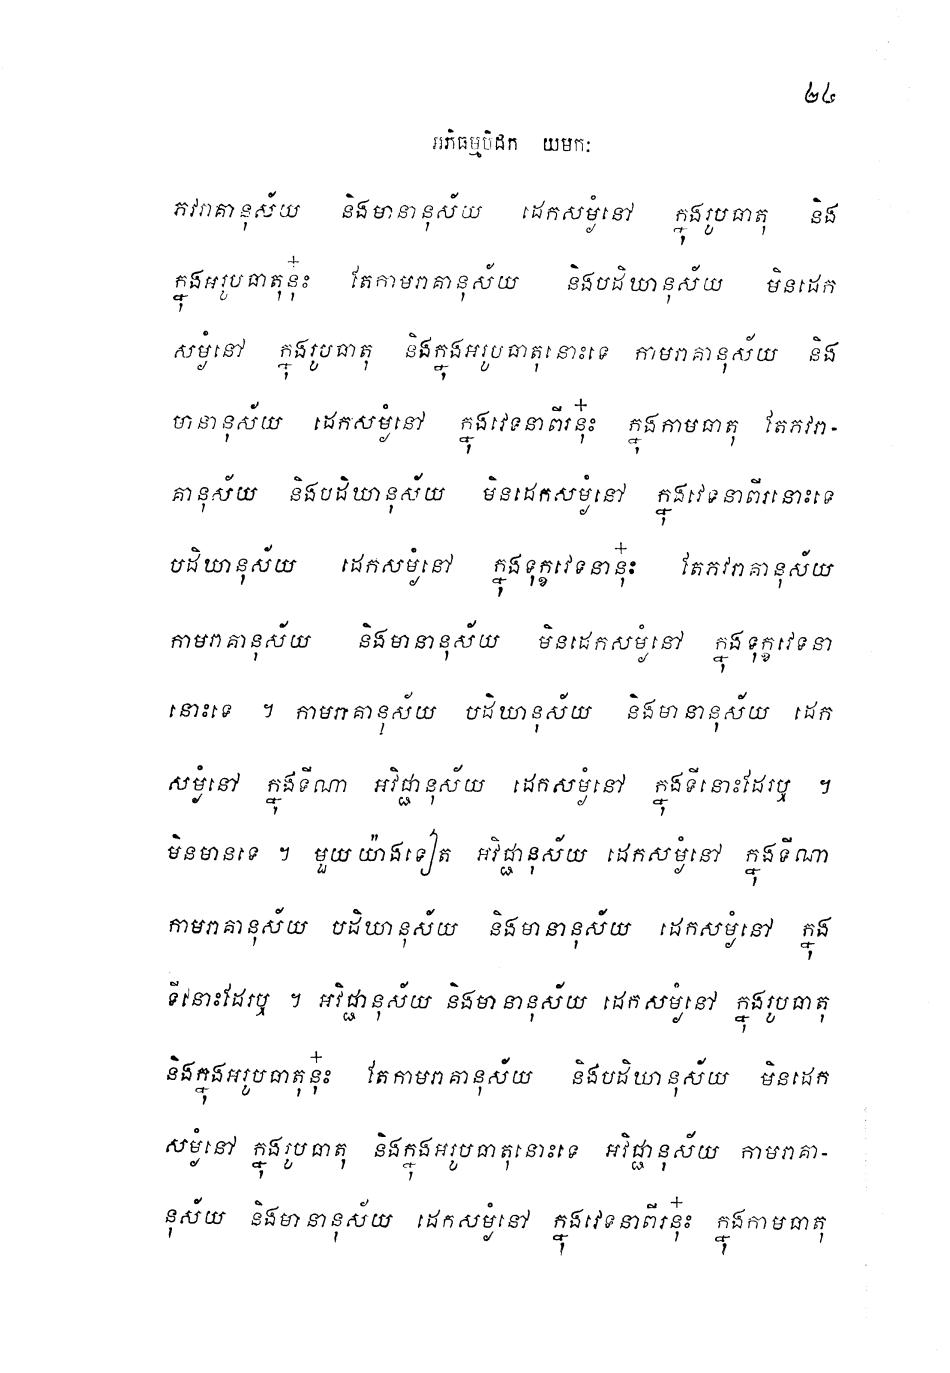 ២៤
អភិធម្មបិដក យមកៈ
ភវរាគានុស័យ និងមានានុស័យ ដេកសម្ងំនៅ ក្នុងរូបធាតុ និង
ក្នុងអរូបធាតុនុ៎ះ តែកាមរាគានុស័យ និងបដិឃានុស័យ មិនដេក
សម្ងំនៅ ក្នុងរូបធាតុ និងក្នុងអរូបធាតុនោះទេ កាមរាគានុស័យ និង
មានានុស័យ ដេកសម្ងំនៅ ក្នុងវេទនាពីរនុ៎ះ ក្នុងកាមធាតុ តែភវរា-
គានុស័យ និងបដិឃានុស័យ មិនដេកសម្ងំនៅ ក្នុងវេទនាពីរនោះទេ
បដិឃានុស័យ ដេកសម្ងំនៅ ក្នុងទុក្ខវេទនានុ៎ះ តែភវរាគានុស័យ
កាមរាគានុស័យ និងមានានុស័យ មិនដេកសម្ងំនៅ ក្នុងទុក្ខវេទនា
នោះទេ ។ កាមរាគានុស័យ បដិឃានុស័យ និងមានានុស័យ ដេក
សម្ងំនៅ ក្នុងទីណា អវិជ្ជានុស័យ ដេកសម្ងំនៅ ក្នុងទីនោះដែរឬ ។
មិនមានទេ ។ មួយយ៉ាងទៀត អវិជ្ជានុស័យ ដេកសម្ងំនៅ ក្នុងទីណា
កាមរាគានុស័យ បដិឃានុស័យ និងមានានុស័យ ដេកសម្ងំនៅ ក្នុង
ទីនោះដែរឬ ។ អវិជ្ជានុស័យ និងមានានុស័យ ដេកសម្ងំនៅ ក្នុងរូបធាតុ
និងក្នុងអរូបធាតុនុ៎ះ តែកាមរាគានុស័យ និងបដិឃានុស័យ មិនដេក
សម្ងំនៅ ក្នុងរូបធាតុ និងក្នុងអរូបធាតុនោះទេ អវិជ្ជានុស័យ កាមរាគា-
នុស័យ និងមានានុស័យ ដេកសម្ងំនៅ ក្នុងវេទនាពីរនុ៎ះ ក្នុងកាមធាតុ